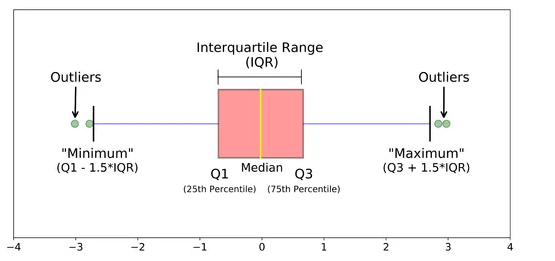 Interquartile Range
(IQR)
Outliers
Outliers
"Minimum"
(Q1 - 1.5*IQR)
"Maximum"
(Q3 + 1.5*IQR)
Median
Q1
Q3
(25th Percentile)
(75th Percentile)
−4 −3 −2 −1 0 1 2 3 4